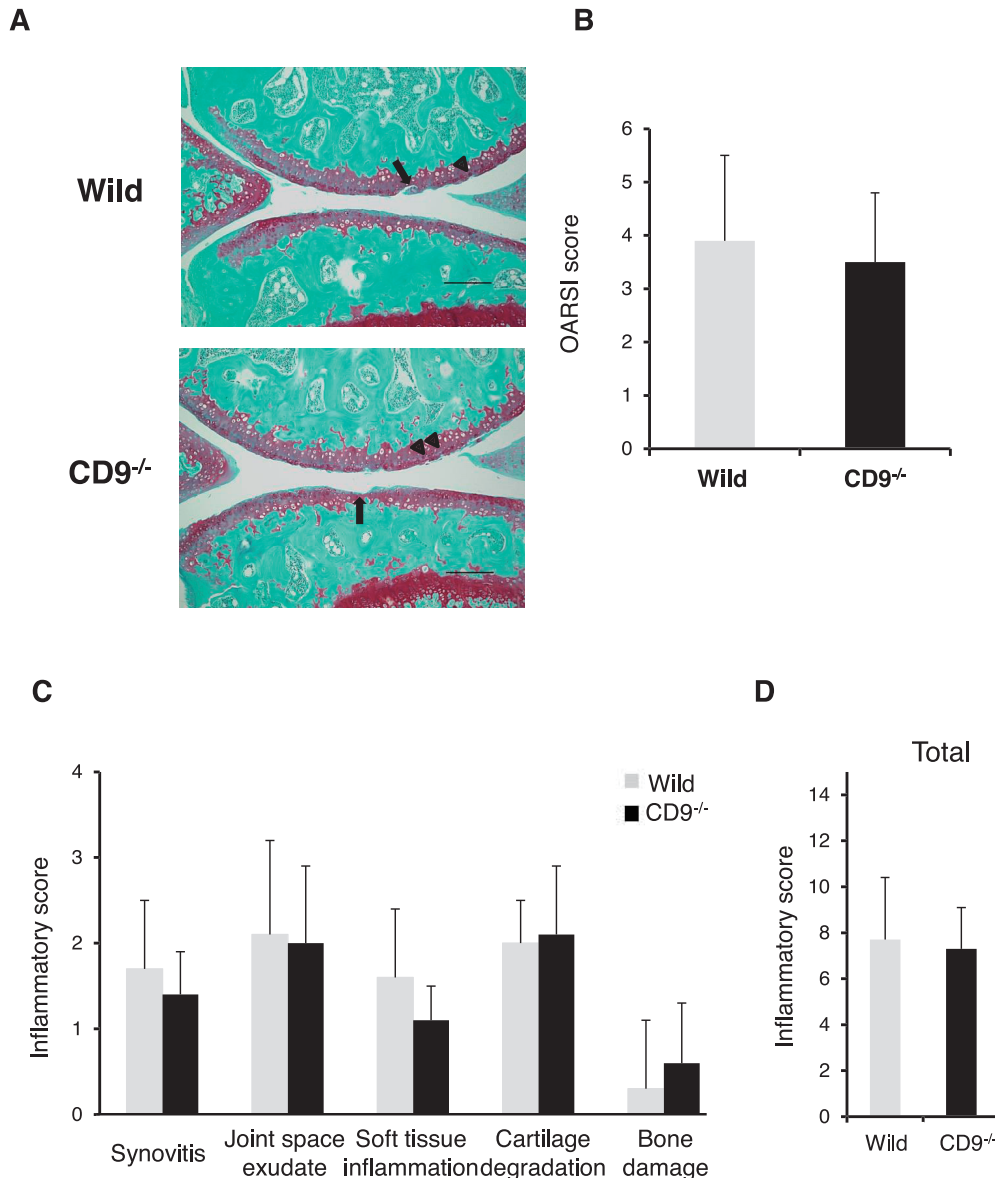 A
Wild
CD9-/-
B
OARSI score
6
5
4
3
2
1
0
Wild
CD9-/-
C
Inflammatory score
4
3
2
1
0
Wild
CD9-/-
Synovitis
Joint space
exudate
Soft tissue
inflammation
Cartilage
degradation
Bone
damage
D
Total
Inflammatory score
14
12
10
8
6
4
2
0
Wild
CD9-/-